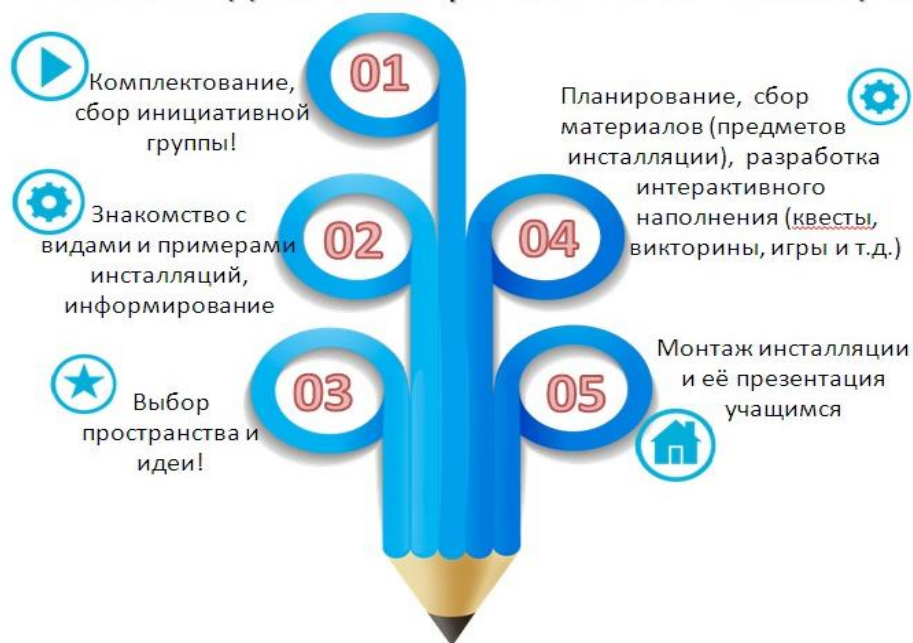 01
Комплектование,
сбор инициативной
группы!
02
Знакомство с
видами и примерами
инсталляций,
информирование
03
Выбор
пространства и
идеи!
04
Планирование, сбор
материалов (предметов
инсталляции), разработка
интерактивного
наполнения (квесты,
викторины, игры и т.д.)
05
Монтаж инсталляции
и её презентация
учащимся